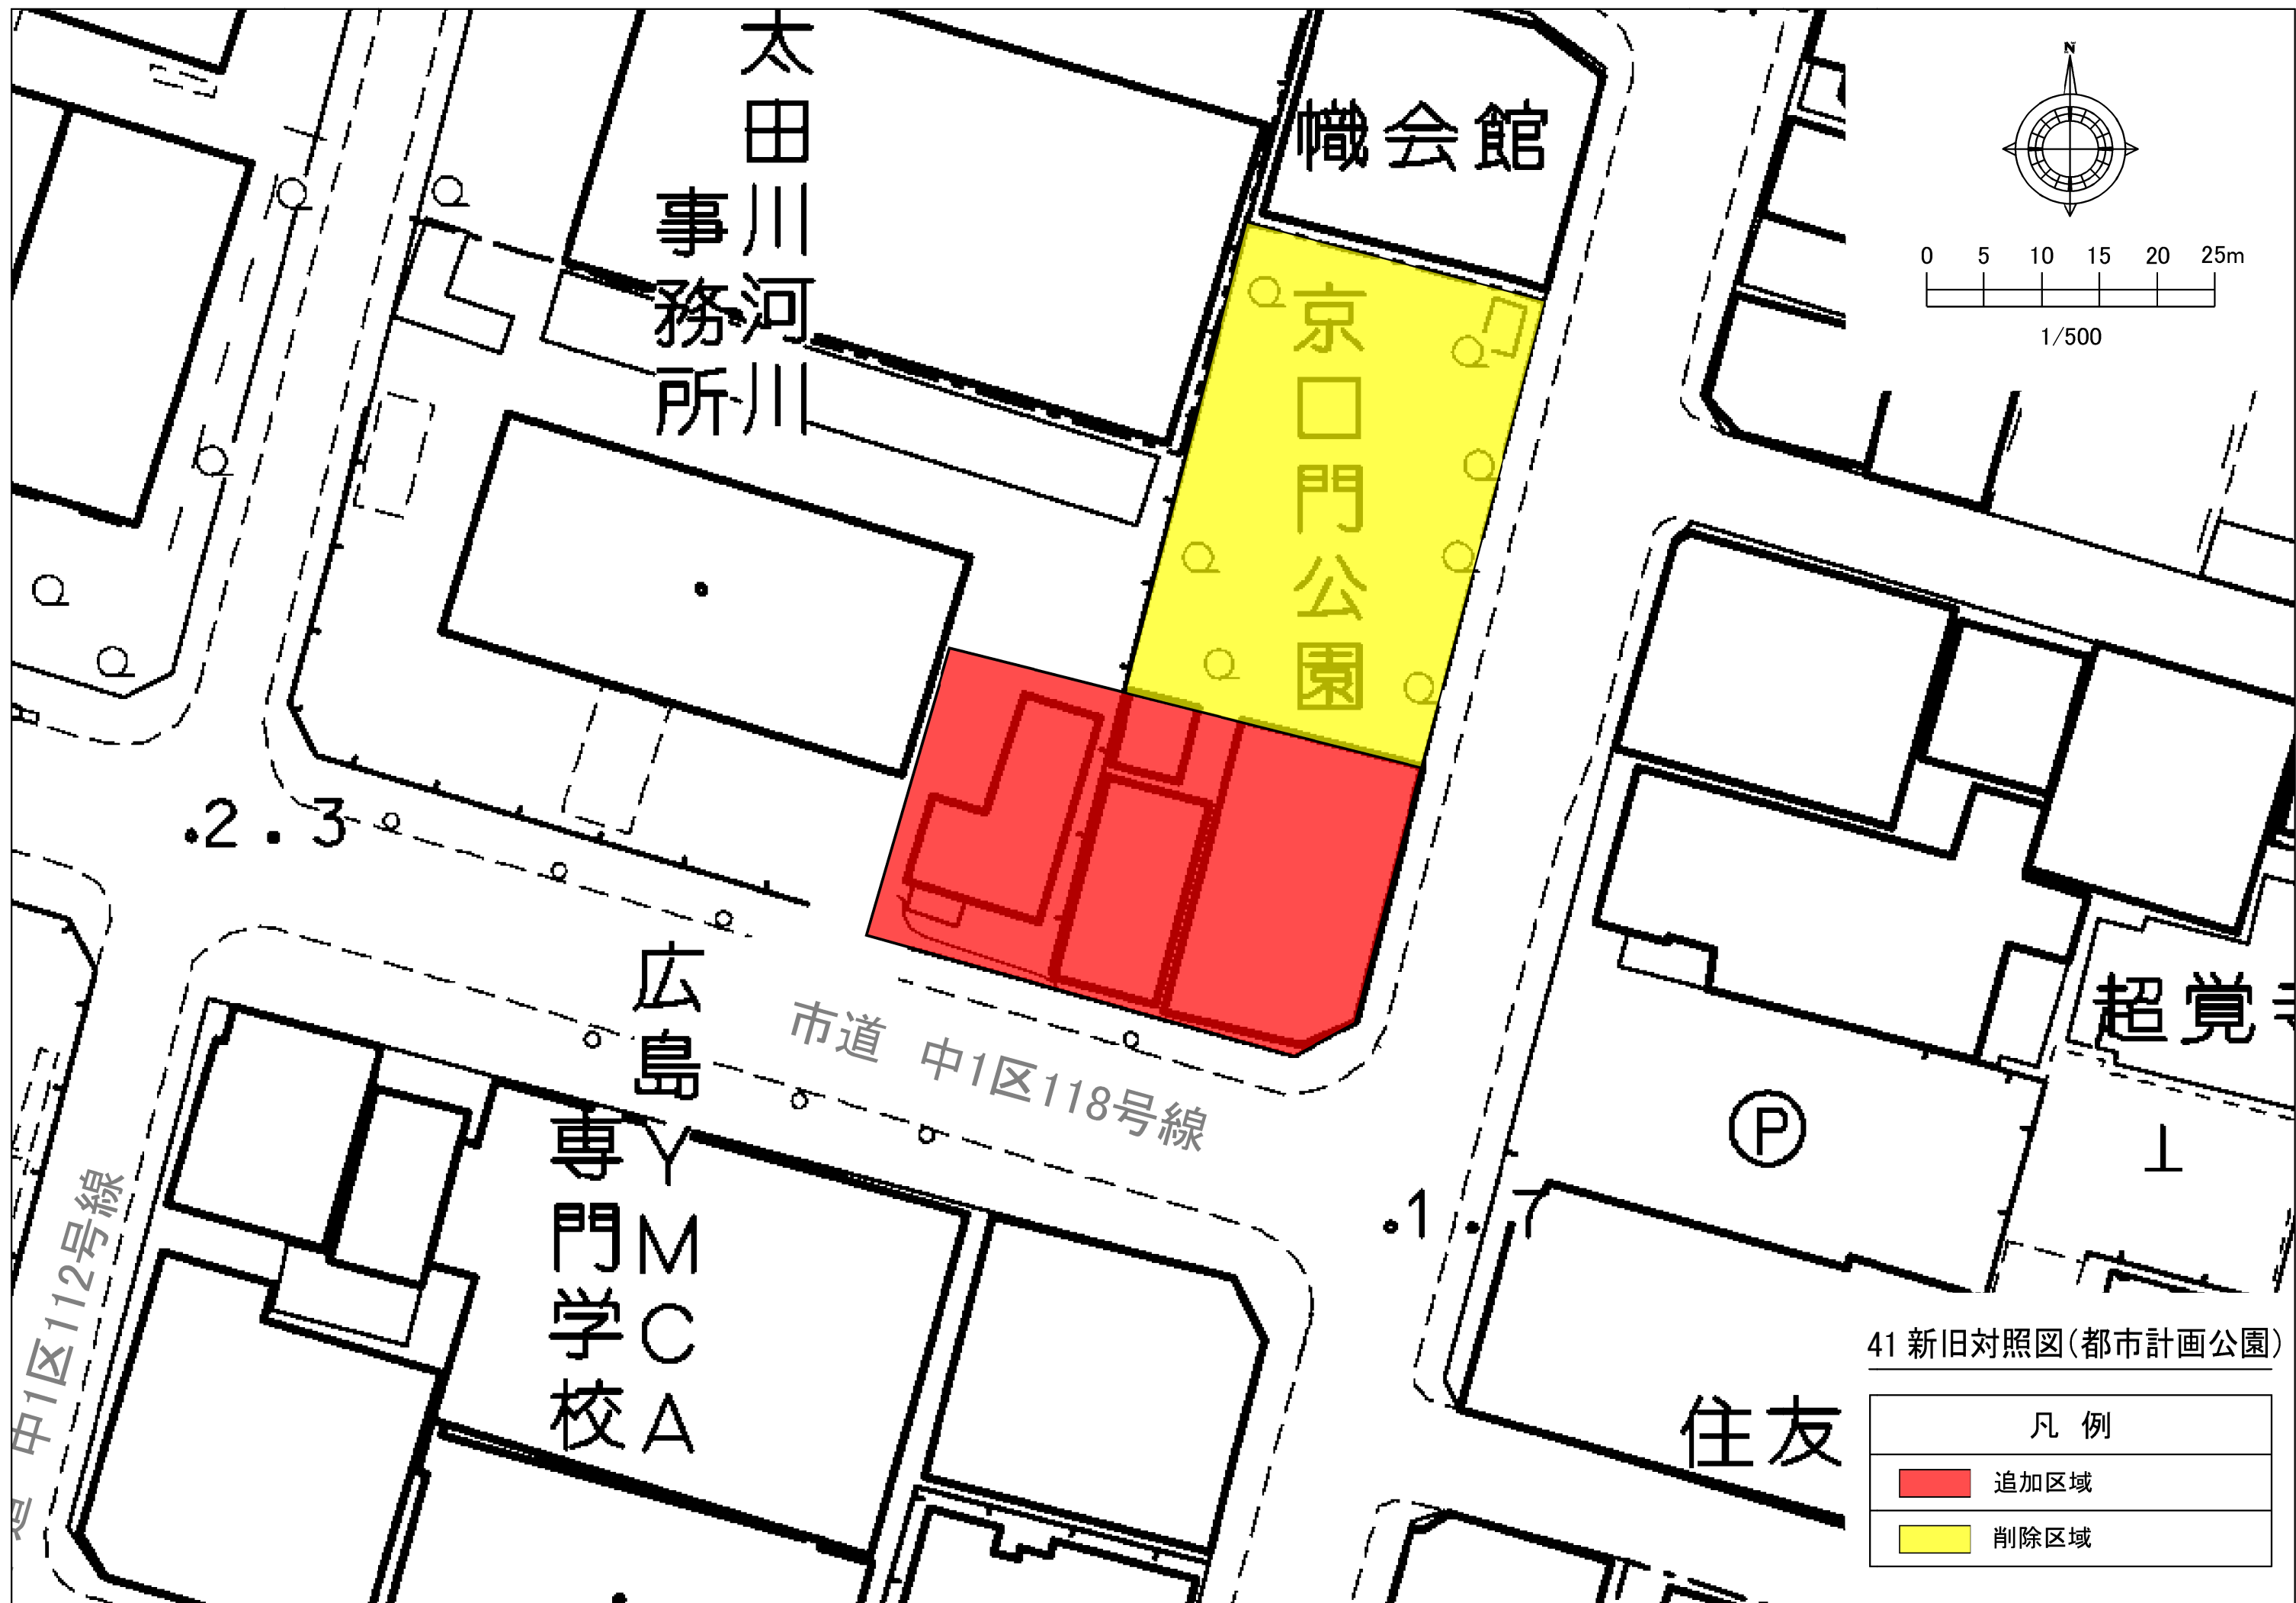 太田川河川
事務所
幟会館
N
0 5 10 15 20 25m
1/500
京口門公園
.2.3
広島YMCA
専門学校
市道 中1区118号線
中1区112号線
超覚寺
P
.1.7
住友
41 新旧対照図(都市計画公園)
凡 例
追加区域
削除区域